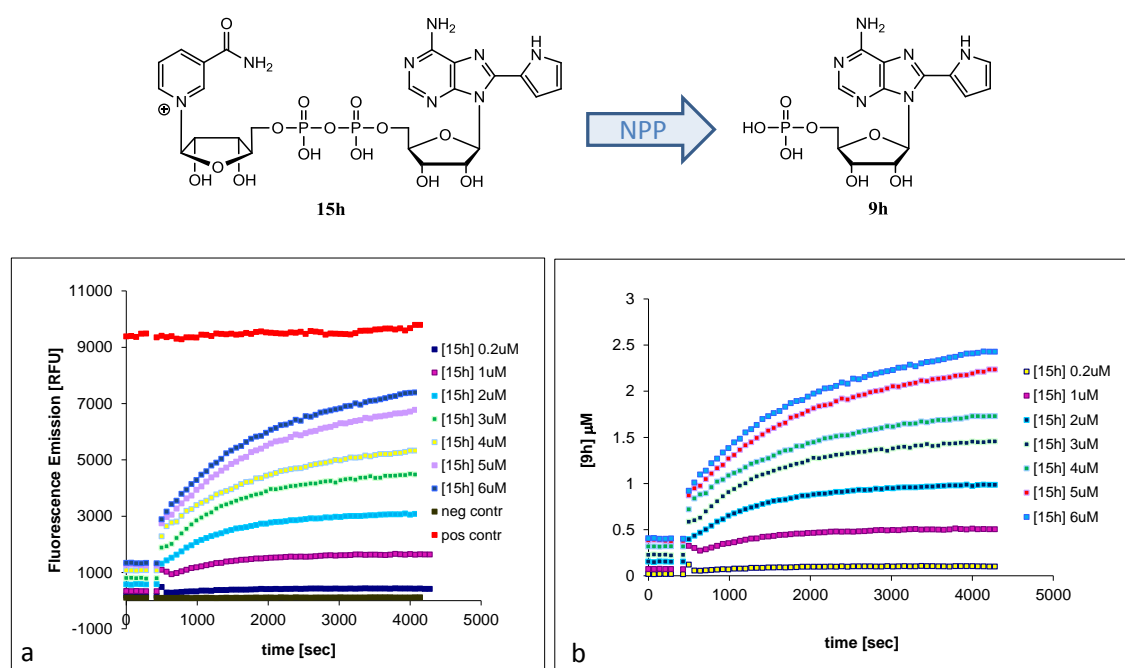 O
NH2
N
⊕
O
O
P
OH
O
O
P
OH
O
O
OH
OH
NH2
N
N
N
N
H
N
O
OH
OH
15h
NPP
NH2
N
N
N
N
H
N
O
HO
P
OH
O
O
OH
OH
9h
Fluorescence Emission [RFU]
11000
9000
7000
5000
3000
1000
-1000
0
1000
2000
3000
4000
5000
time [sec]
[15h] 0.2uM
[15h] 1uM
[15h] 2uM
[15h] 3uM
[15h] 4uM
[15h] 5uM
[15h] 6uM
neg contr
pos contr
a
[9h] µM
3
2.5
2
1.5
1
0.5
0
0
1000
2000
3000
4000
5000
time [sec]
[15h] 0.2uM
[15h] 1uM
[15h] 2uM
[15h] 3uM
[15h] 4uM
[15h] 5uM
[15h] 6uM
b